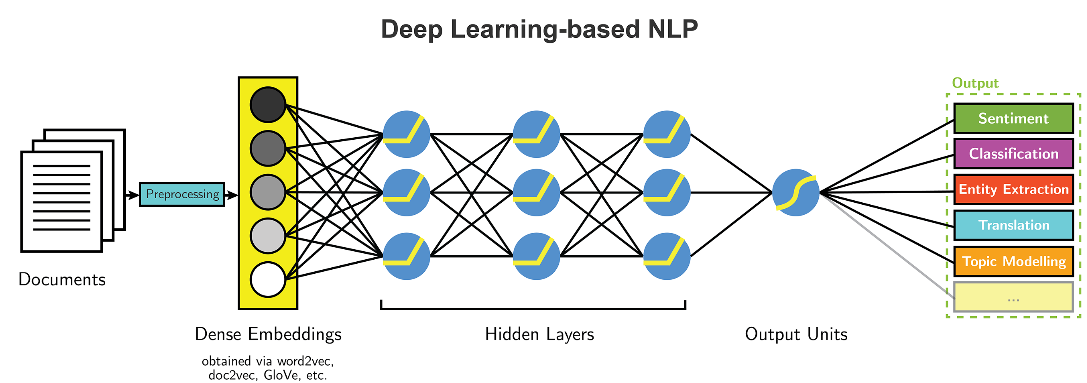 Deep Learning-based NLP
Documents
Preprocessing
Dense Embeddings
obtained via word2vec,
doc2vec, GloVe, etc.
Hidden Layers
Output Units
Output
Sentiment
Classification
Entity Extraction
Translation
Topic Modelling
...